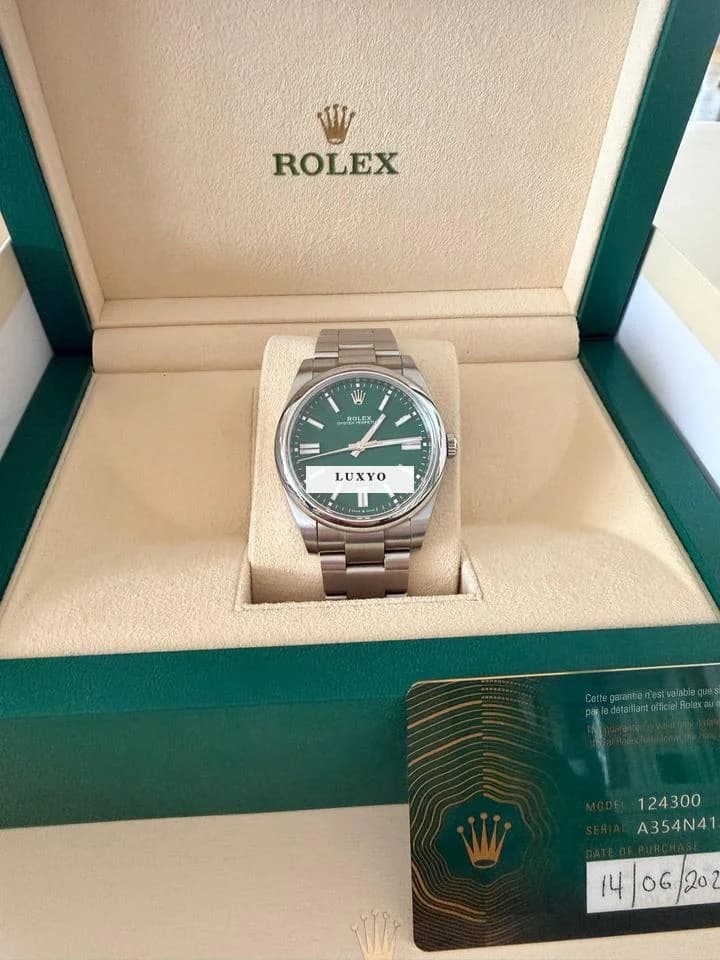 ROLEX
ROLEX
OYSTER PERPETUAL
LUXYO
Cette garantie n'est valable que s
par le détaillant officiel Rolex au
MODEL 124300
SERIAL A354N41
DATE OF PURCHASE
14/06/202